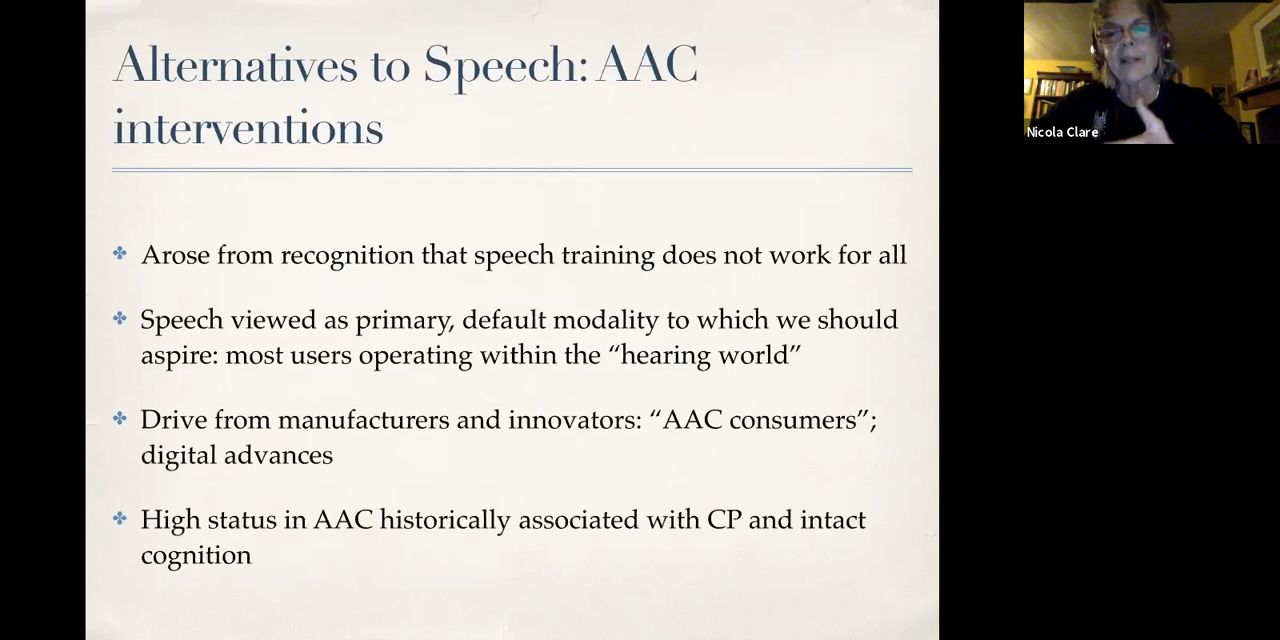 Alternatives to Speech: AAC
interventions
Arose from recognition that speech training does not work for all
Speech viewed as primary, default modality to which we should
aspire: most users operating within the “hearing world”
Drive from manufacturers and innovators: “AAC consumers”;
digital advances
High status in AAC historically associated with CP and intact
cognition
Nicola Clare